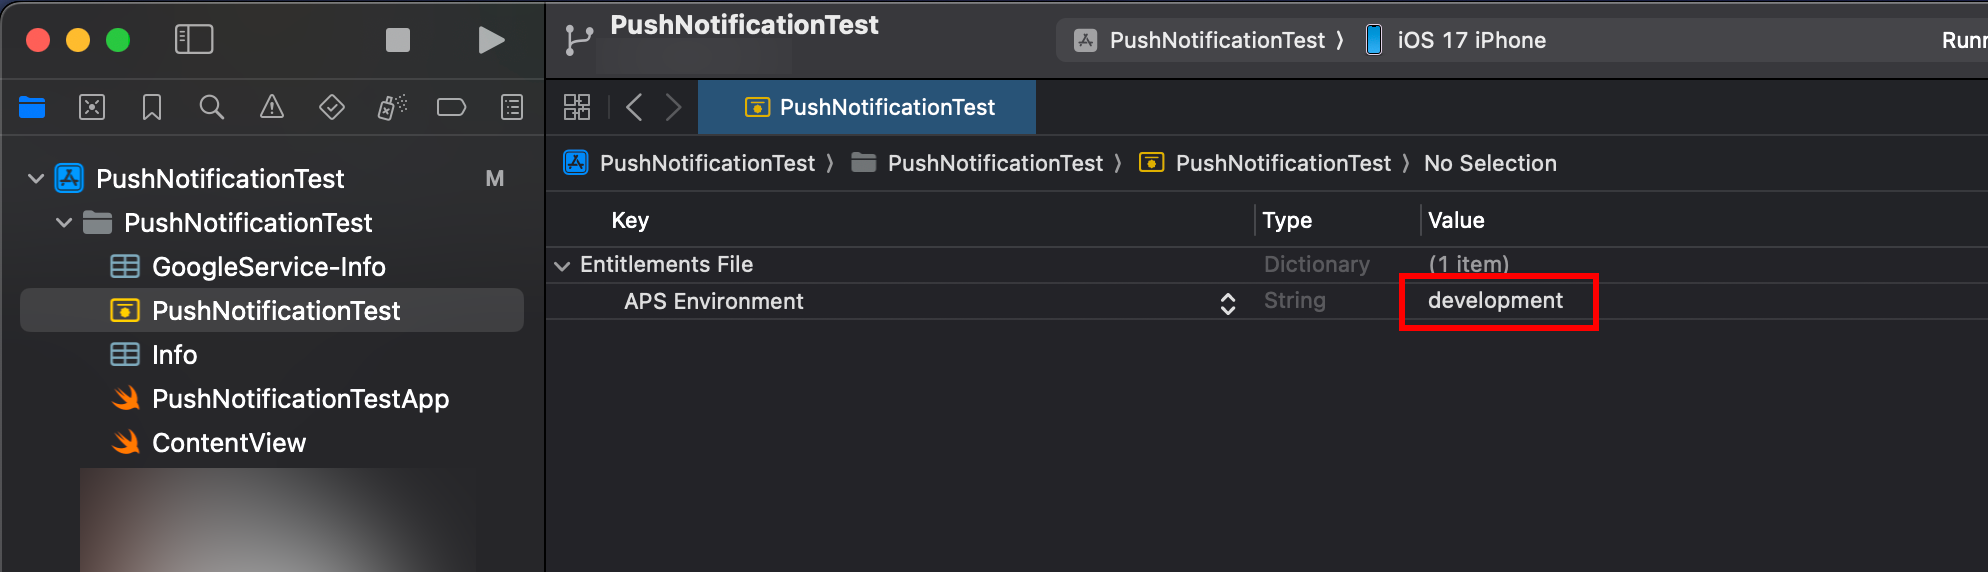 PushNotificationTest
PushNotificationTest ⟩ iOS 17 iPhone
Runn
PushNotificationTest
PushNotificationTest ⟩ PushNotificationTest ⟩ PushNotificationTest ⟩ No Selection
PushNotificationTest M
PushNotificationTest
GoogleService-Info
PushNotificationTest
Info
PushNotificationTestApp
ContentView
Key Type Value
Entitlements File Dictionary (1 item)
APS Environment String development